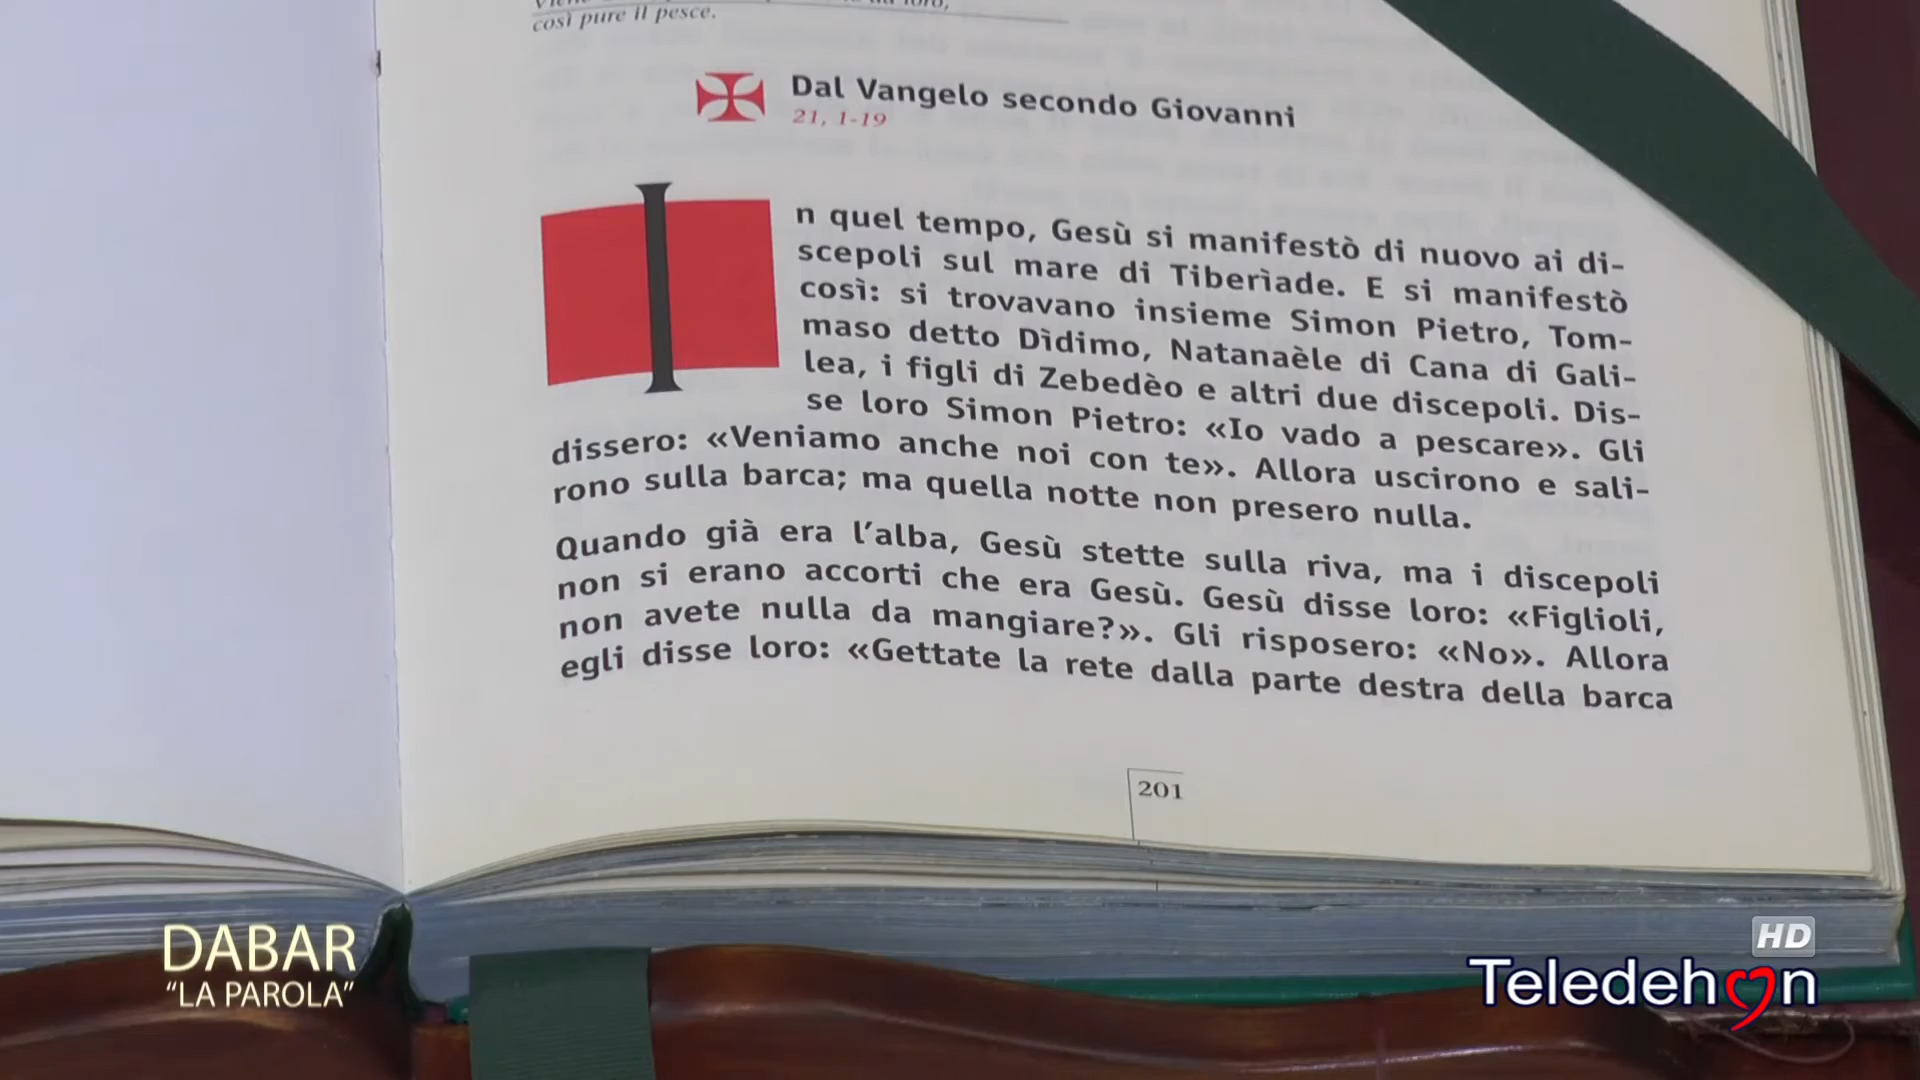 così pure il pesce.
Dal Vangelo secondo Giovanni
21, 1-19
In quel tempo, Gesù si manifestò di nuovo ai di-
scepoli sul mare di Tiberìade. E si manifestò
così: si trovavano insieme Simon Pietro, Tom-
maso detto Dìdimo, Natanaèle di Cana di Gali-
lea, i figli di Zebedèo e altri due discepoli. Dis-
se loro Simon Pietro: «Io vado a pescare». Gli
dissero: «Veniamo anche noi con te». Allora uscirono e sali-
rono sulla barca; ma quella notte non presero nulla.
Quando già era l’alba, Gesù stette sulla riva, ma i discepoli
non si erano accorti che era Gesù. Gesù disse loro: «Figlioli,
non avete nulla da mangiare?». Gli risposero: «No». Allora
egli disse loro: «Gettate la rete dalla parte destra della barca
201
DABAR
“LA PAROLA”
HD
Teledehon